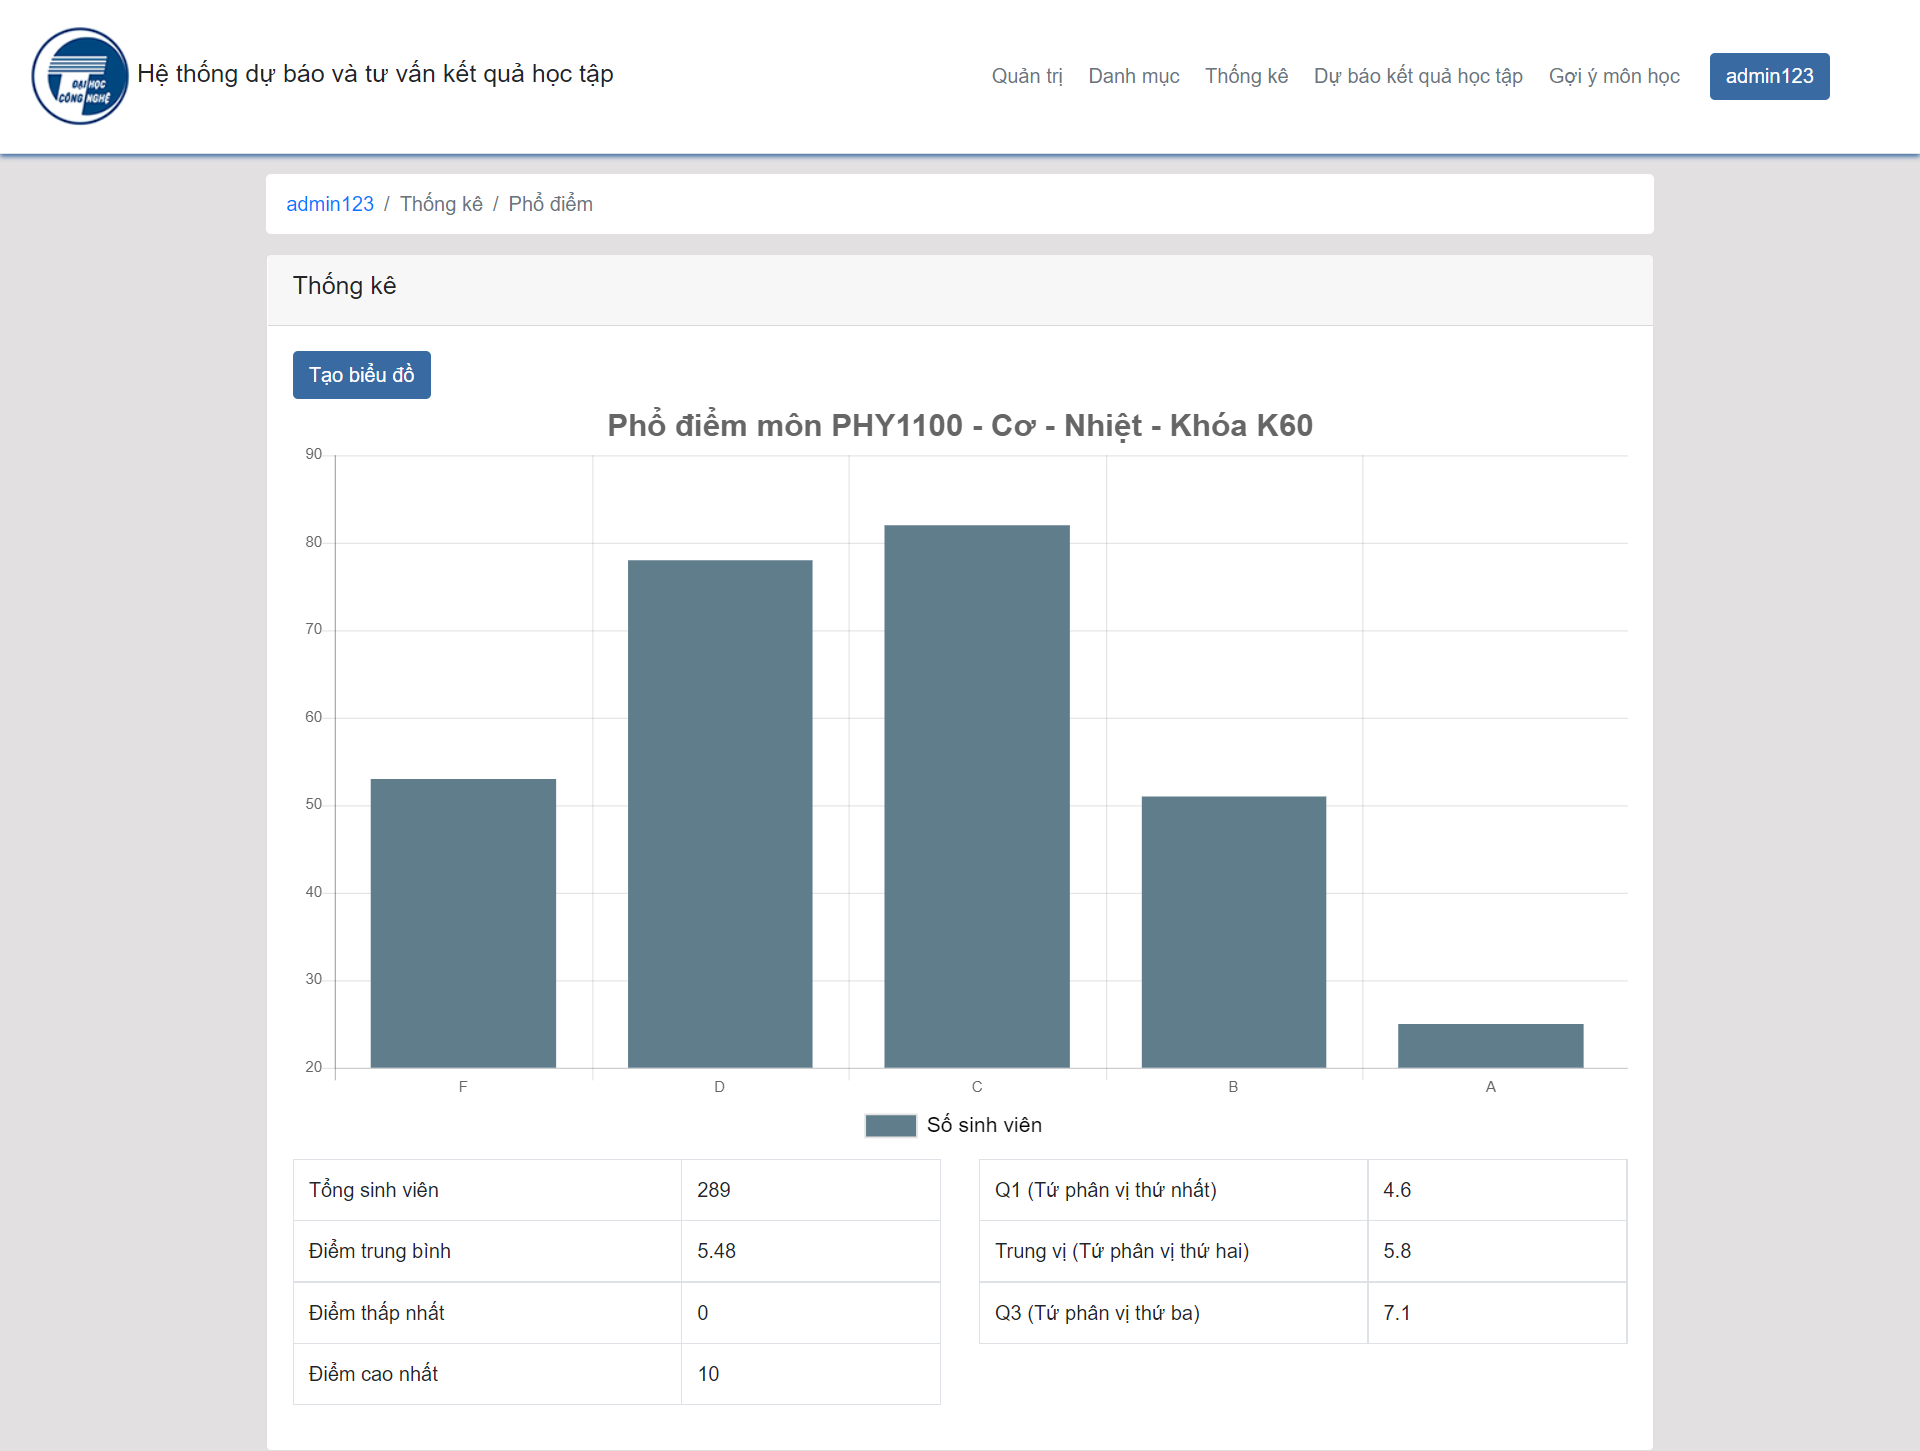 ĐẠI HỌC
CÔNG NGHỆ
Hệ thống dự báo và tư vấn kết quả học tập
Quản trị Danh mục Thống kê Dự báo kết quả học tập Gợi ý môn học admin123
admin123 / Thống kê / Phổ điểm
Thống kê
Tạo biểu đồ
Phổ điểm môn PHY1100 - Cơ - Nhiệt - Khóa K60
90
80
70
60
50
40
30
20
F D C B A
Số sinh viên
Tổng sinh viên 289
Điểm trung bình 5.48
Điểm thấp nhất 0
Điểm cao nhất 10
Q1 (Tứ phân vị thứ nhất) 4.6
Trung vị (Tứ phân vị thứ hai) 5.8
Q3 (Tứ phân vị thứ ba) 7.1